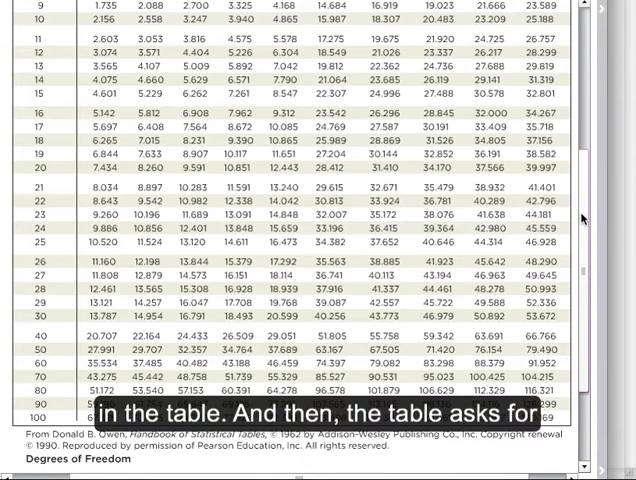 9 1.735 2.088 2.700 3.325 4.168 14.684 16.919 19.023 21.666 23.589
10 2.156 2.558 3.247 3.940 4.865 15.987 18.307 20.483 23.209 25.188
11 2.603 3.053 3.816 4.575 5.578 17.275 19.675 21.920 24.725 26.757
12 3.074 3.571 4.404 5.226 6.304 18.549 21.026 23.337 26.217 28.299
13 3.565 4.107 5.009 5.892 7.042 19.812 22.362 24.736 27.688 29.819
14 4.075 4.660 5.629 6.571 7.790 21.064 23.685 26.119 29.141 31.319
15 4.601 5.229 6.262 7.261 8.547 22.307 24.996 27.488 30.578 32.801
16 5.142 5.812 6.908 7.962 9.312 23.542 26.296 28.845 32.000 34.267
17 5.697 6.408 7.564 8.672 10.085 24.769 27.587 30.191 33.409 35.718
18 6.265 7.015 8.231 9.390 10.865 25.989 28.869 31.526 34.805 37.156
19 6.844 7.633 8.907 10.117 11.651 27.204 30.144 32.852 36.191 38.582
20 7.434 8.260 9.591 10.851 12.443 28.412 31.410 34.170 37.566 39.997
21 8.034 8.897 10.283 11.591 13.240 29.615 32.671 35.479 38.932 41.401
22 8.643 9.542 10.982 12.338 14.042 30.813 33.924 36.781 40.289 42.796
23 9.260 10.196 11.689 13.091 14.848 32.007 35.172 38.076 41.638 44.181
24 9.886 10.856 12.401 13.848 15.659 33.196 36.415 39.364 42.980 45.559
25 10.520 11.524 13.120 14.611 16.473 34.382 37.652 40.646 44.314 46.928
26 11.160 12.198 13.844 15.379 17.292 35.563 38.885 41.923 45.642 48.290
27 11.808 12.879 14.573 16.151 18.114 36.741 40.113 43.194 46.963 49.645
28 12.461 13.565 15.308 16.928 18.939 37.916 41.337 44.461 48.278 50.993
29 13.121 14.257 16.047 17.708 19.768 39.087 42.557 45.722 49.588 52.336
30 13.787 14.954 16.791 18.493 20.599 40.256 43.773 46.979 50.892 53.672
40 20.707 22.164 24.433 26.509 29.051 51.805 55.758 59.342 63.691 66.766
50 27.991 29.707 32.357 34.764 37.689 63.167 67.505 71.420 76.154 79.490
60 35.534 37.485 40.482 43.188 46.459 74.397 79.082 83.298 88.379 91.952
70 43.275 45.442 48.758 51.739 55.329 85.527 90.531 95.023 100.425 104.215
80 51.172 53.540 57.153 60.391 64.278 96.578 101.879 106.629 112.329 116.321
90
100
in the table. And then, the table asks for
From Donald B. Owen, Handbook of Statistical Tables, © 1962 by Addison-Wesley Publishing Co., Inc. Copyright renewal
© 1990. Reproduced by permission of Pearson Education, Inc. All rights reserved.
Degrees of Freedom